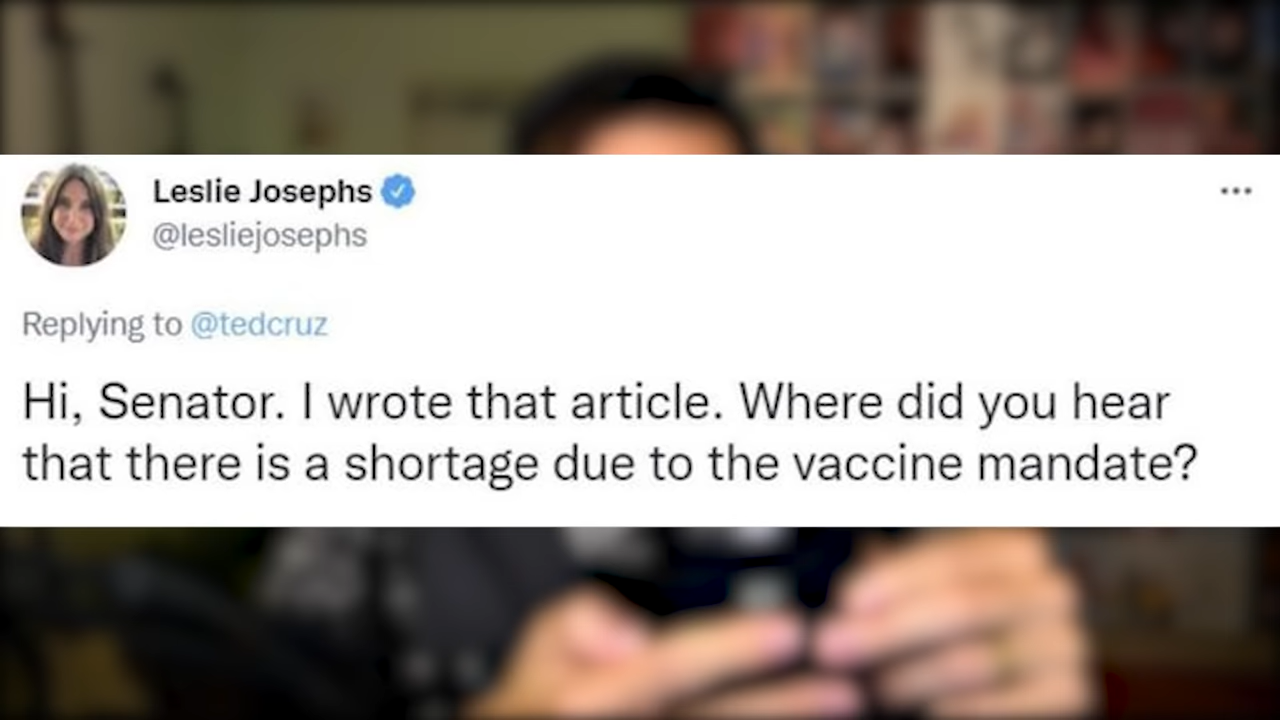 Leslie Josephs
@lesliejosephs
Replying to @tedcruz
Hi, Senator. I wrote that article. Where did you hear
that there is a shortage due to the vaccine mandate?